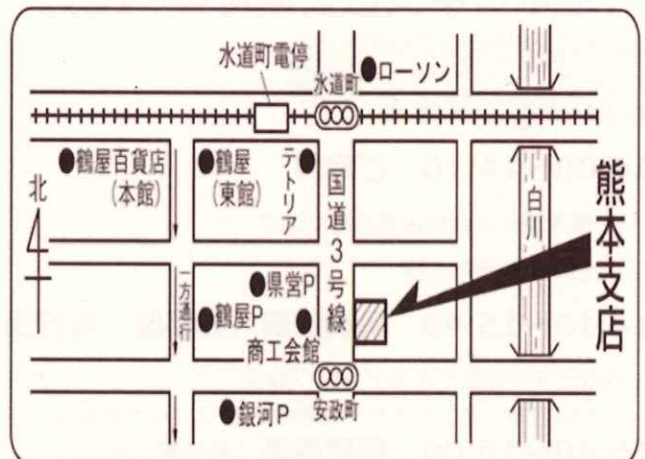 水道町電停
水道町
●ローソン
●鶴屋百貨店
(本館)
●鶴屋
(東館)
テトリア
国道3号線
白川
熊本支店
北
一方通行
●県営P
●鶴屋P
商工会館
安政町
●銀河P